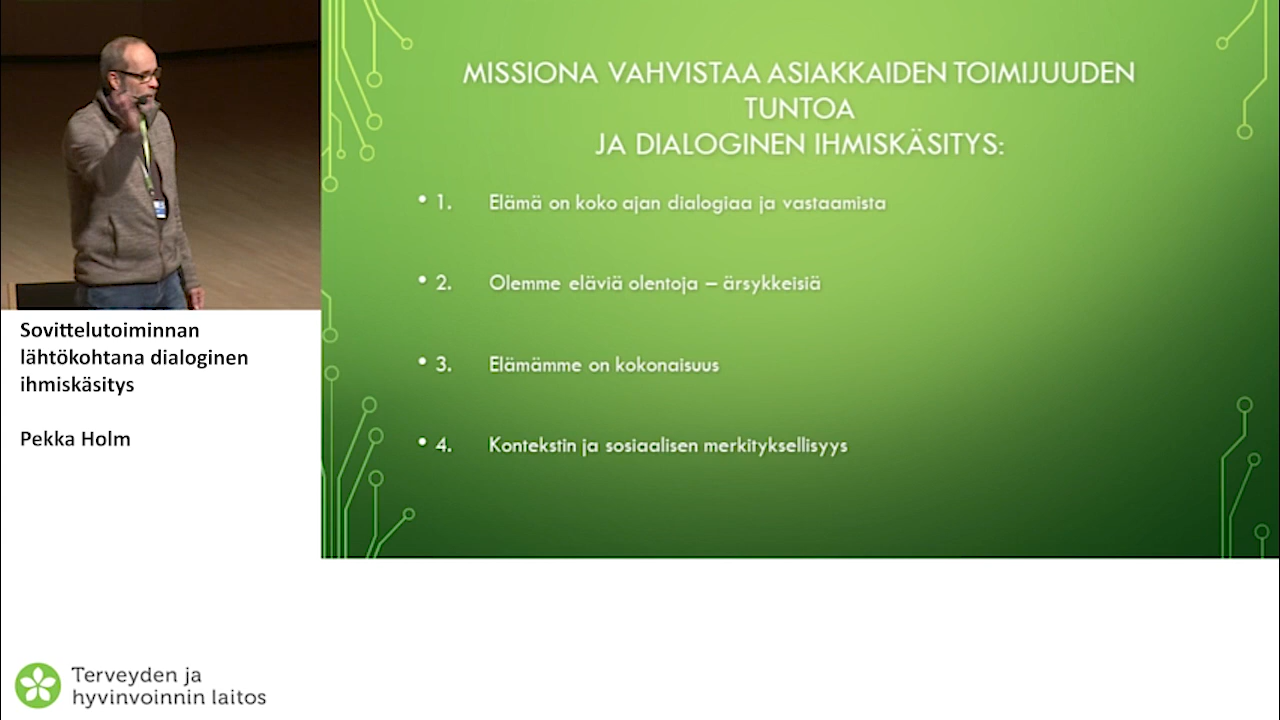 MISSIONA VAHVISTAA ASIAKKAIDEN TOIMIJUUDEN
TUNTOA
JA DIALOGINEN IHMISKÄSITYS:
• 1. Elämä on koko ajan dialogiaa ja vastaamista
• 2. Olemme eläviä olentoja – ärsykkeisiä
• 3. Elämämme on kokonaisuus
• 4. Kontekstin ja sosiaalisen merkityksellisyys
Sovittelutoiminnan
lähtökohtana dialoginen
ihmiskäsitys
Pekka Holm
Terveyden ja
hyvinvoinnin laitos